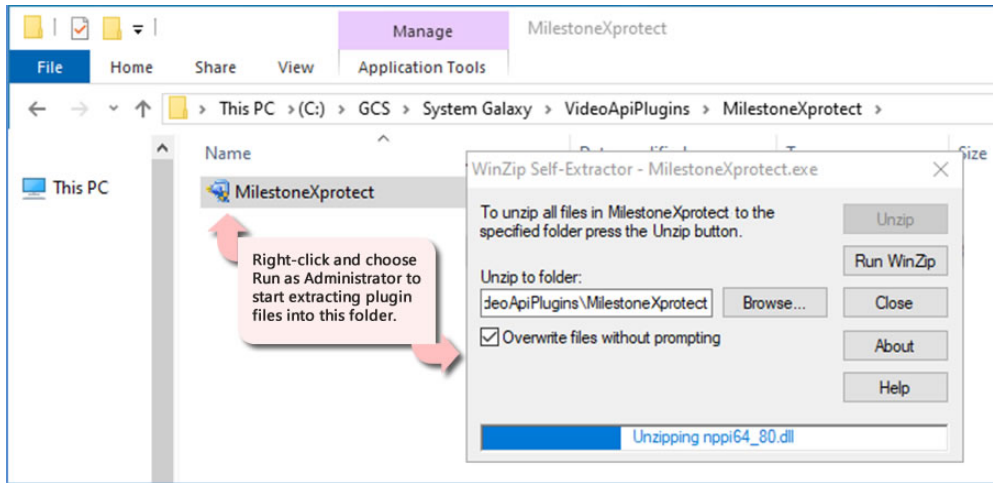 Manage
MilestoneXprotect
File
Home
Share
View
Application Tools
This PC > (C:) > GCS > System Galaxy > VideoApiPlugins > MilestoneXprotect >
Name
Size
This PC
MilestoneXprotect
Right-click and choose
Run as Administrator to
start extracting plugin
files into this folder.
WinZip Self-Extractor - MilestoneXprotect.exe
To unzip all files in MilestoneXprotect to the
specified folder press the Unzip button.
Unzip to folder:
deoApiPlugins\MilestoneXprotect
Browse...
Overwrite files without prompting
Unzip
Run WinZip
Close
About
Help
Unzipping nppi64_80.dll